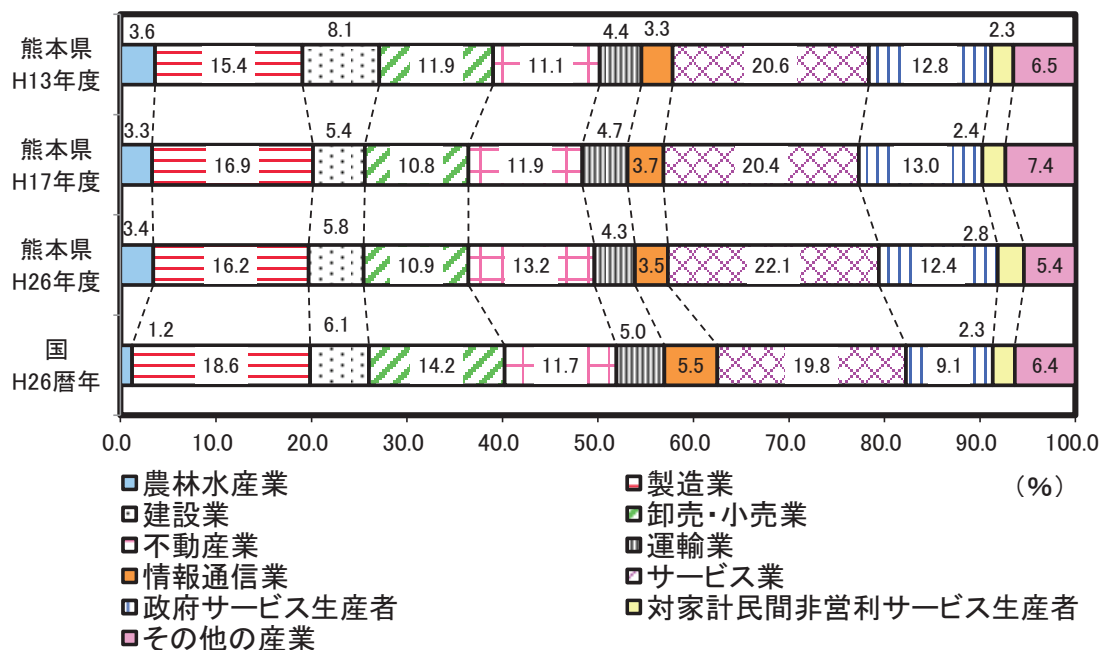 3.6 8.1 4.4 3.3 2.3
熊本県
H13年度
15.4 11.9 11.1 20.6 12.8 6.5
3.3 5.4 4.7 2.4
熊本県
H17年度
16.9 10.8 11.9 3.7 20.4 13.0 7.4
3.4 5.8 4.3 2.8
熊本県
H26年度
16.2 10.9 13.2 3.5 22.1 12.4 5.4
1.2 6.1 5.0 2.3
国
H26暦年
18.6 14.2 11.7 5.5 19.8 9.1 6.4
0.0 10.0 20.0 30.0 40.0 50.0 60.0 70.0 80.0 90.0 100.0
農林水産業 製造業 (%)
建設業 卸売・小売業
不動産業 運輸業
情報通信業 サービス業
政府サービス生産者 対家計民間非営利サービス生産者
その他の産業